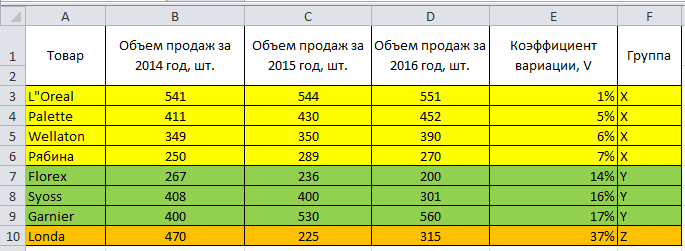 A B C D E F
1 Товар Объем продаж за Объем продаж за Объем продаж за Коэффициент Группа
2 2014 год, шт. 2015 год, шт. 2016 год, шт. вариации, V
3 L"Oreal 541 544 551 1% X
4 Palette 411 430 452 5% X
5 Wellaton 349 350 390 6% X
6 Рябина 250 289 270 7% X
7 Florex 267 236 200 14% Y
8 Syoss 408 400 301 16% Y
9 Garnier 400 530 560 17% Y
10 Londa 470 225 315 37% Z